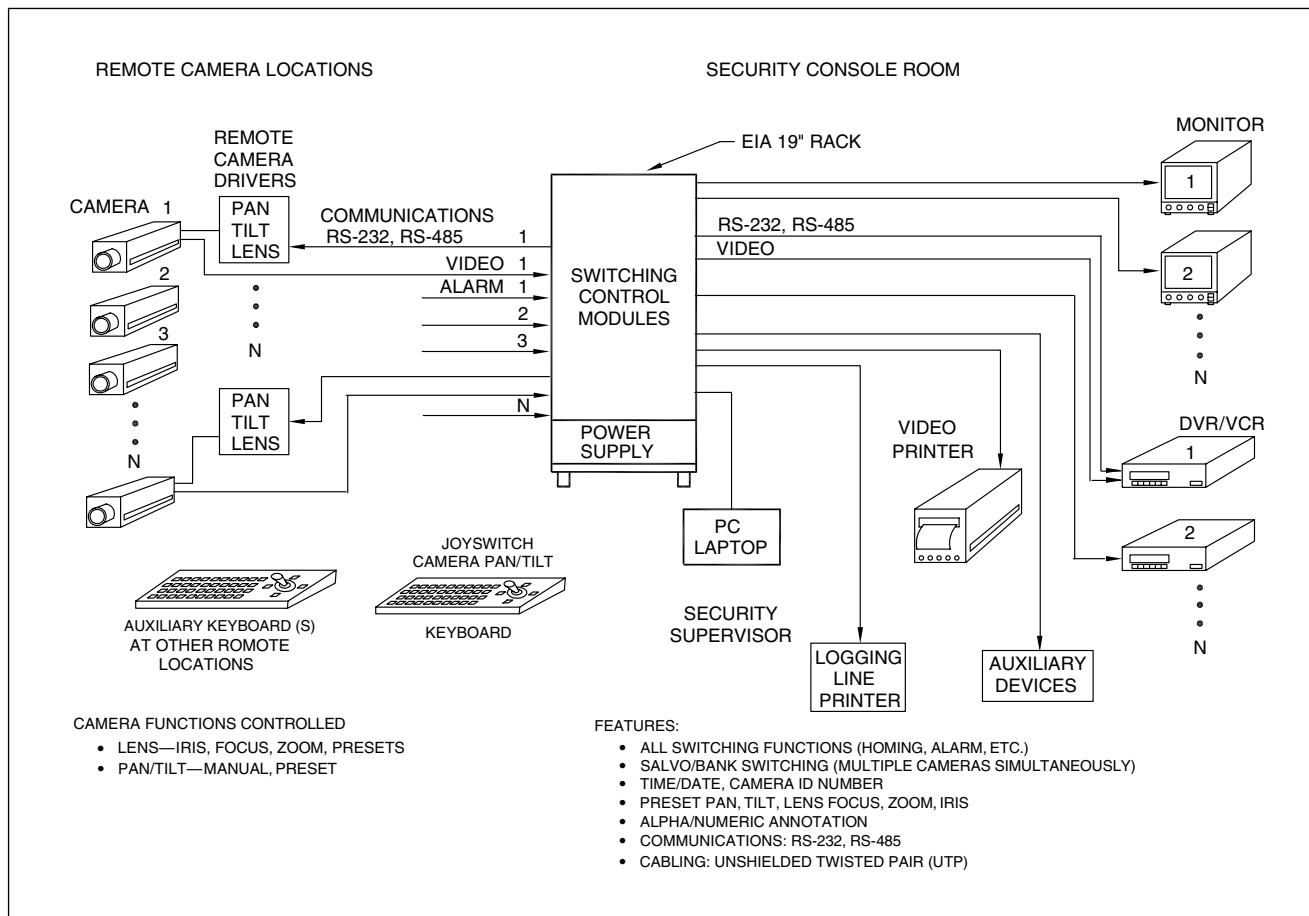 REMOTE CAMERA LOCATIONS
SECURITY CONSOLE ROOM
EIA 19" RACK
MONITOR
1
2
N
REMOTE
CAMERA
DRIVERS
CAMERA 1
2
3
N
PAN
TILT
LENS
N
PAN
TILT
LENS
COMMUNICATIONS
RS-232, RS-485 1
VIDEO 1
ALARM 1
2
3
N
SWITCHING
CONTROL
MODULES
POWER
SUPPLY
RS-232, RS-485
VIDEO
DVR/VCR
1
2
N
VIDEO
PRINTER
PC
LAPTOP
SECURITY
SUPERVISOR
LOGGING
LINE
PRINTER
AUXILIARY
DEVICES
JOYSWITCH
CAMERA PAN/TILT
KEYBOARD
AUXILIARY KEYBOARD (S)
AT OTHER ROMOTE
LOCATIONS
CAMERA FUNCTIONS CONTROLLED
• LENS—IRIS, FOCUS, ZOOM, PRESETS
• PAN/TILT—MANUAL, PRESET
FEATURES:
• ALL SWITCHING FUNCTIONS (HOMING, ALARM, ETC.)
• SALVO/BANK SWITCHING (MULTIPLE CAMERAS SIMULTANEOUSLY)
• TIME/DATE, CAMERA ID NUMBER
• PRESET PAN, TILT, LENS FOCUS, ZOOM, IRIS
• ALPHA/NUMERIC ANNOTATION
• COMMUNICATIONS: RS-232, RS-485
• CABLING: UNSHIELDED TWISTED PAIR (UTP)